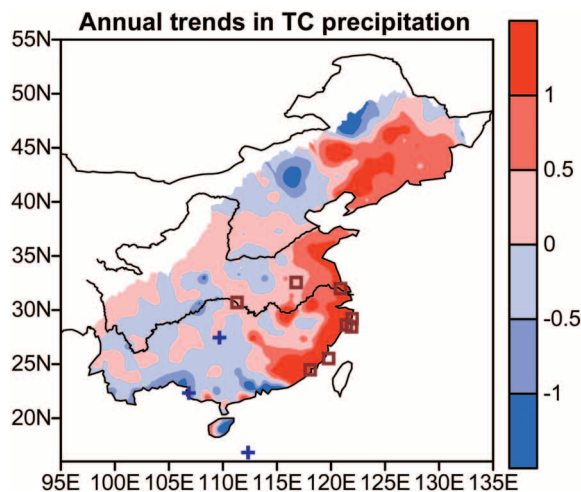 Annual trends in TC precipitation
55N
50N
45N
40N
35N
30N
25N
20N
95E 100E 105E 110E 115E 120E 125E 130E 135E
1
0.5
0
-0.5
-1